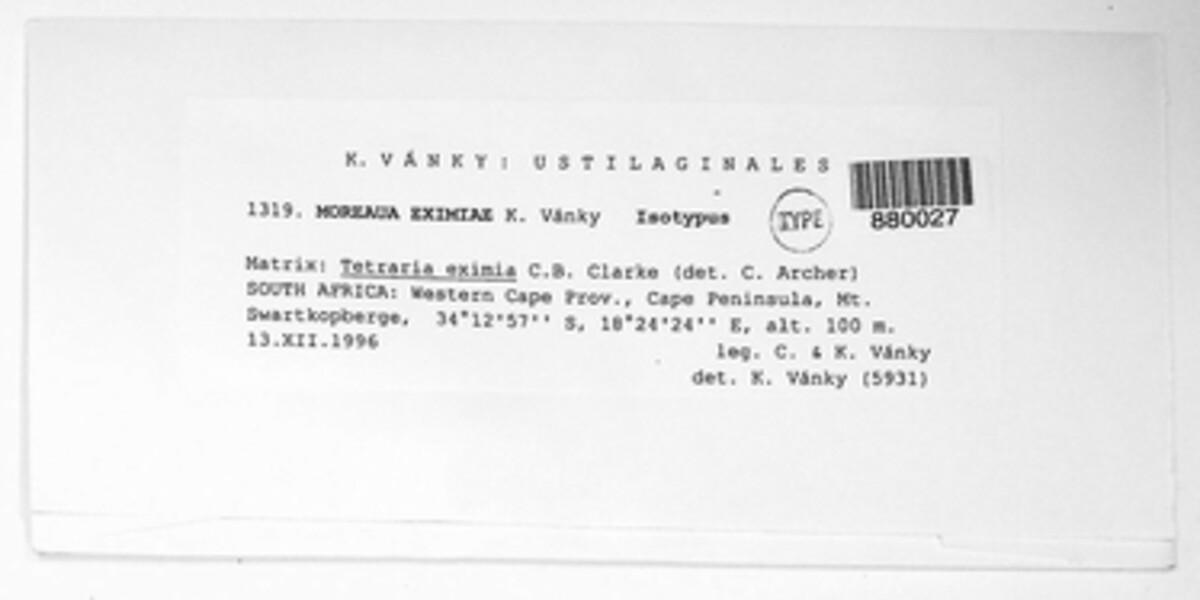 K. VÁNKY: USTILAGINALES
1319. MOREAUA EXIMIAE K. Vánky Isotypus TYPE 880027
Matrix: Tetraria eximia C.B. Clarke (det. C. Archer)
SOUTH AFRICA: Western Cape Prov., Cape Peninsula, Mt.
Swartkopberge, 34°12'57'' S, 18°24'24'' E, alt. 100 m.
13.XII.1996 leg. C. & K. Vánky
det. K. Vánky (5931)